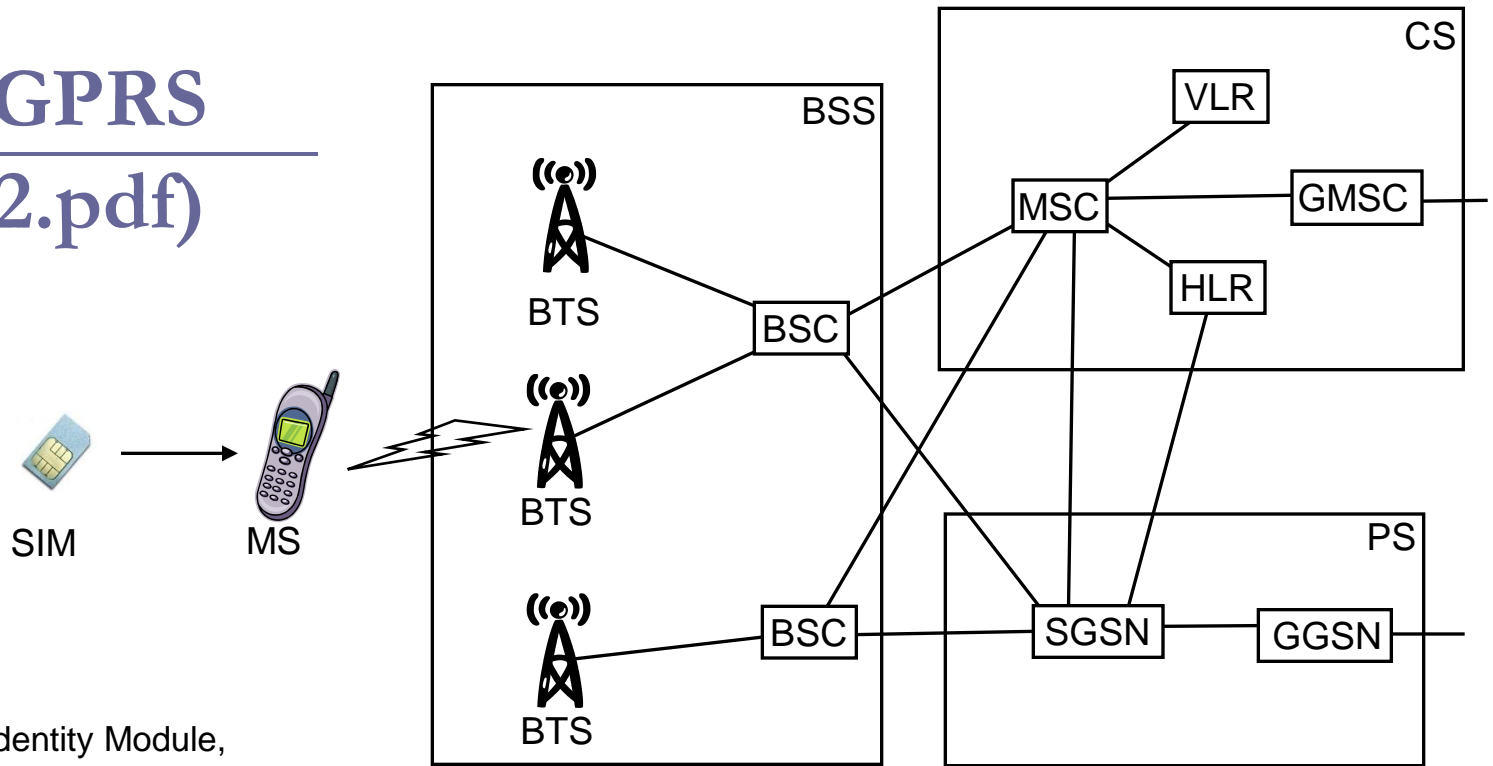 GPRS
2.pdf)
CS
BSS
VLR
MSC
GMSC
HLR
BTS
BSC
BTS
SIM
MS
PS
BSC
SGSN
GGSN
BTS
dentity Module,